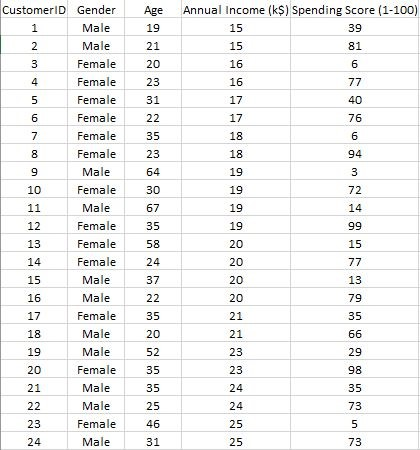 CustomerID Gender Age Annual Income (k$) Spending Score (1-100)
1 Male 19 15 39
2 Male 21 15 81
3 Female 20 16 6
4 Female 23 16 77
5 Female 31 17 40
6 Female 22 17 76
7 Female 35 18 6
8 Female 23 18 94
9 Male 64 19 3
10 Female 30 19 72
11 Male 67 19 14
12 Female 35 19 99
13 Female 58 20 15
14 Female 24 20 77
15 Male 37 20 13
16 Male 22 20 79
17 Female 35 21 35
18 Male 20 21 66
19 Male 52 23 29
20 Female 35 23 98
21 Male 35 24 35
22 Male 25 24 73
23 Female 46 25 5
24 Male 31 25 73